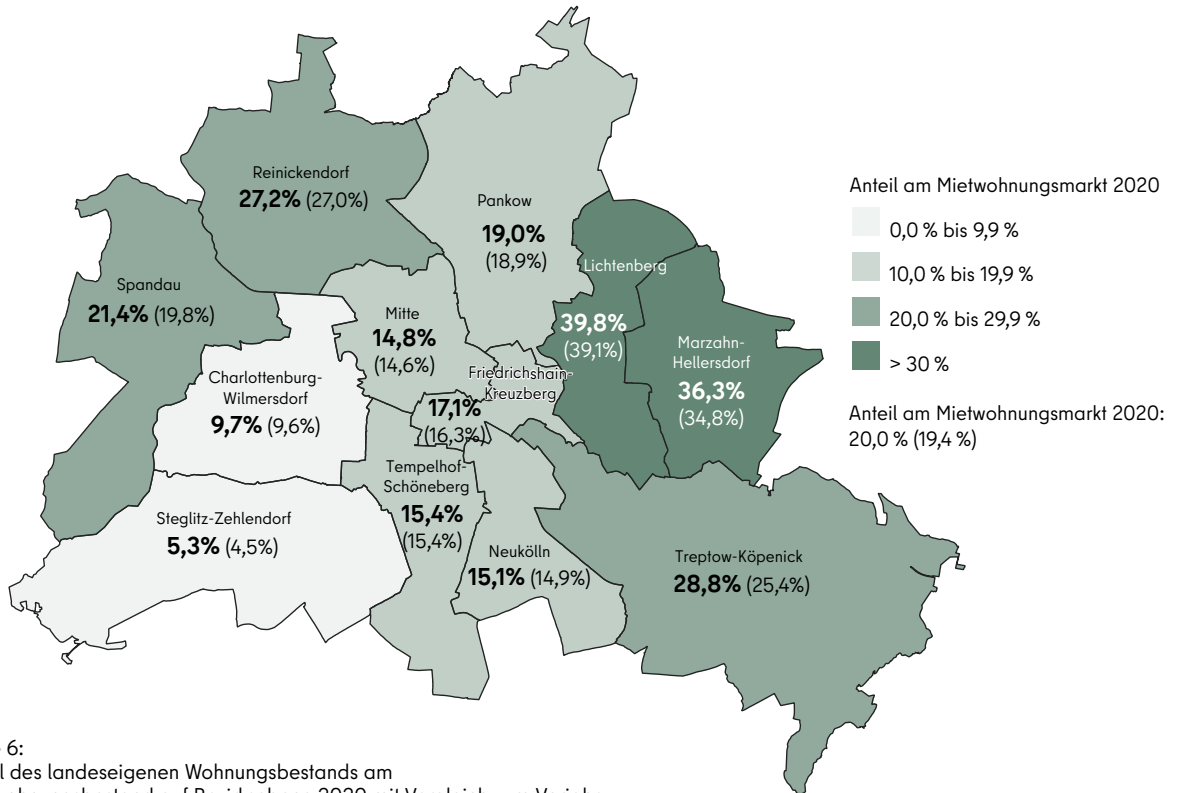 Reinickendorf
27,2% (27,0%)
Pankow
19,0%
(18,9%)
Lichtenberg
39,8%
(39,1%)
Spandau
21,4% (19,8%)
Mitte
14,8%
(14,6%)
Marzahn-
Hellersdorf
36,3%
(34,8%)
Friedrichshain-
Kreuzberg
17,1%
(16,3%)
Charlottenburg-
Wilmersdorf
9,7% (9,6%)
Tempelhof-
Schöneberg
15,4%
(15,4%)
Steglitz-Zehlendorf
5,3% (4,5%)
Neukölln
15,1% (14,9%)
Treptow-Köpenick
28,8% (25,4%)
Anteil am Mietwohnungsmarkt 2020
0,0 % bis 9,9 %
10,0 % bis 19,9 %
20,0 % bis 29,9 %
> 30 %
Anteil am Mietwohnungsmarkt 2020:
20,0 % (19,4 %)
6:
l des landeseigenen Wohnungsbestands am